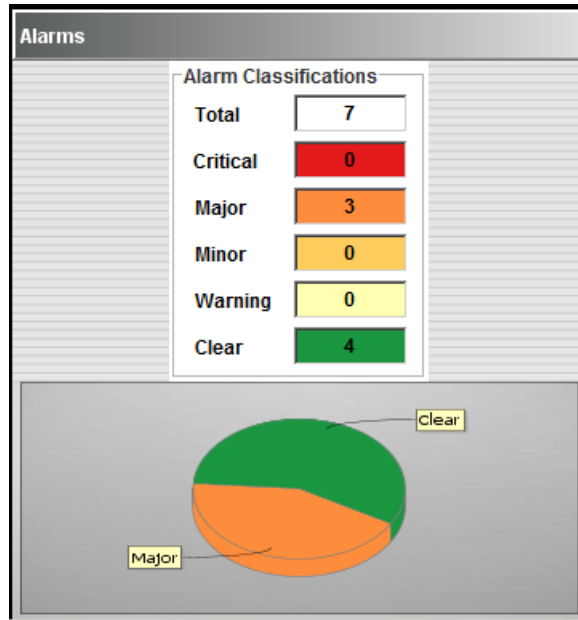 Alarms
Alarm Classifications
Total 7
Critical 0
Major 3
Minor 0
Warning 0
Clear 4
Clear
Major